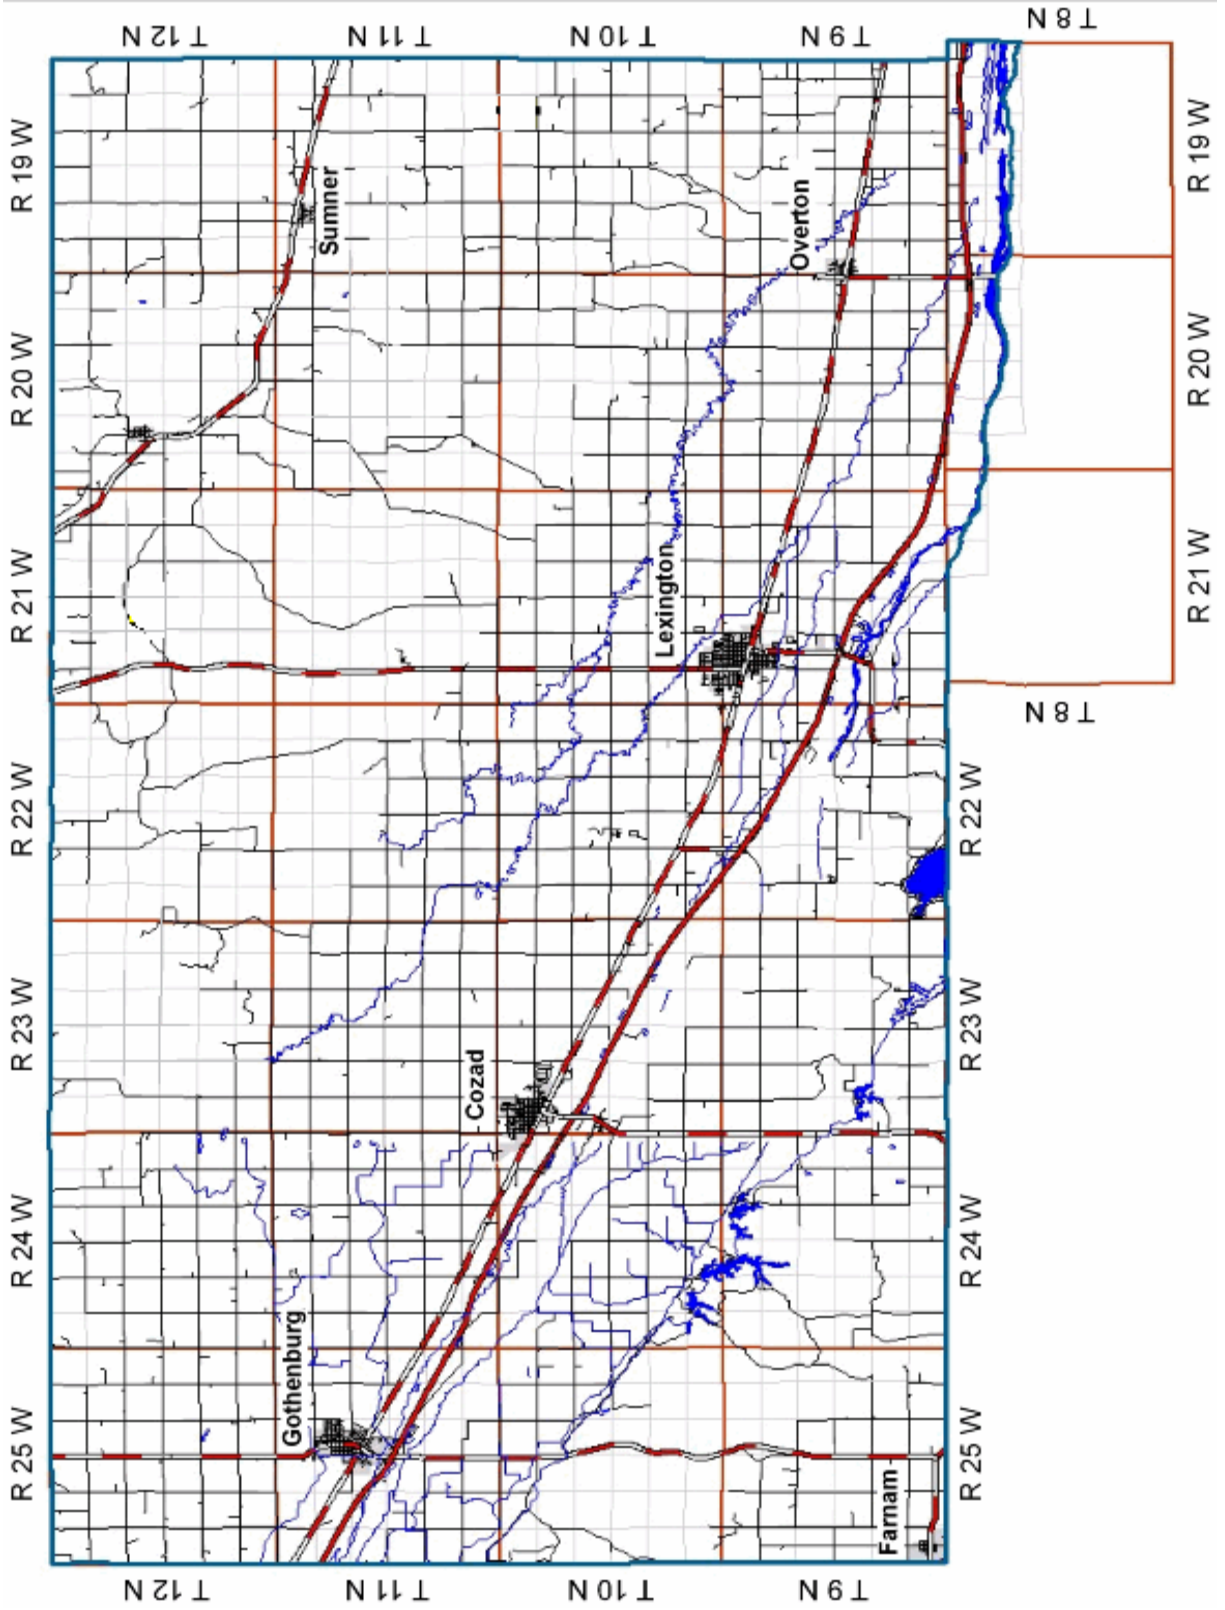 R 25 W
R 24 W
R 23 W
R 22 W
R 21 W
R 20 W
R 19 W
T 12 N
T 12 N
Gothenburg
Sumner
T 11 N
T 11 N
Cozad
T 10 N
T 10 N
Lexington
Overton
T 9 N
T 9 N
Farnam
R 25 W
R 24 W
R 23 W
R 22 W
T 8 N
T 8 N
R 21 W
R 20 W
R 19 W